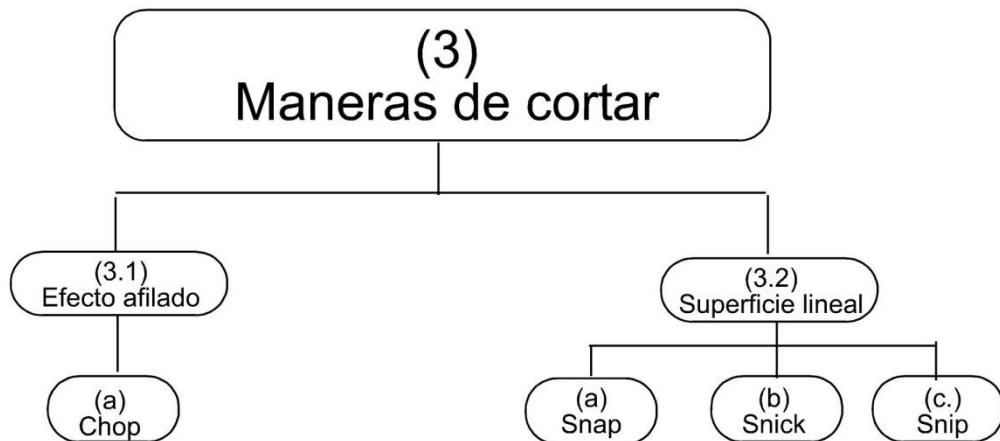 (3)
Maneras de cortar
(3.1)
Efecto afilado
(3.2)
Superficie lineal
(a)
Chop
(a)
Snap
(b)
Snick
(c.)
Snip